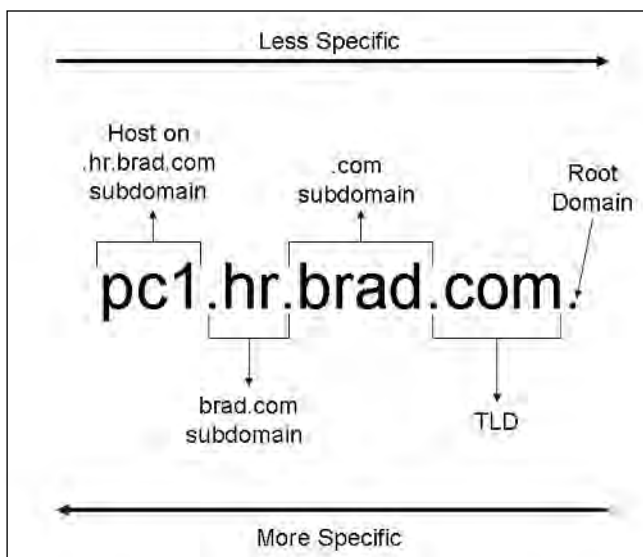 Less Specific
Host on
.hr.brad.com
subdomain
.com
subdomain
Root
Domain
pc1.hr.brad.com.
brad.com
subdomain
TLD
More Specific